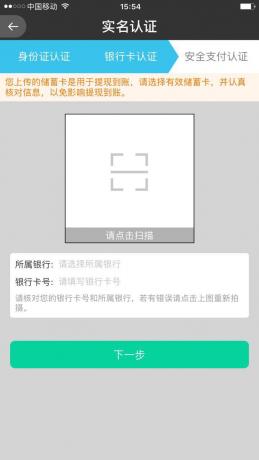 中国移动
15:54
实名认证
身份证认证
银行卡认证
安全支付认证
您上传的储蓄卡是用于提现到账，请选择有效储蓄卡，并认真
核对信息，以免影响提现到账。
请点击扫描
所属银行：请选择所属银行
银行卡号：请填写银行卡号
请核对您的银行卡号和所属银行，若有错误请点击上图重新扫
描。
下一步